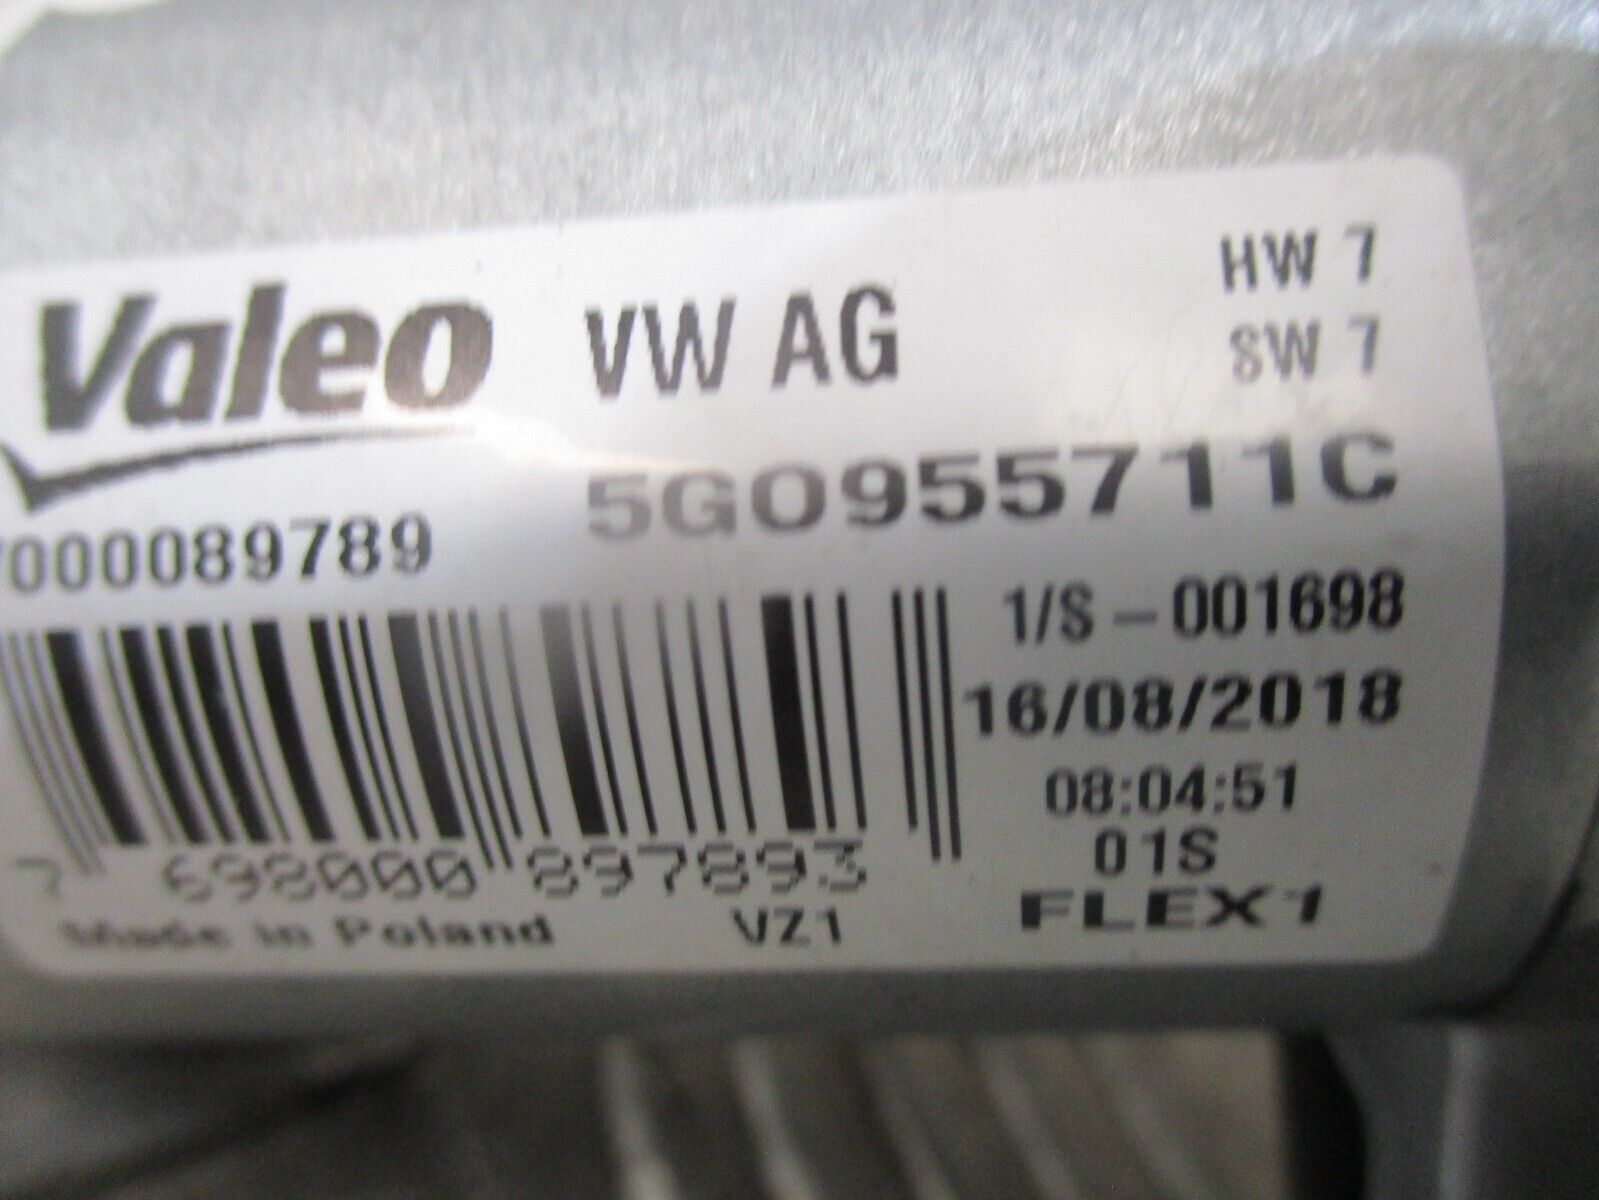 Valeo VW AG HW 7
SW 7
5G0955711C
000089789
1/S - 001698
16/08/2018
08:04:51
01S
7 698000 897893
Made in Poland VZ1 FLEX1